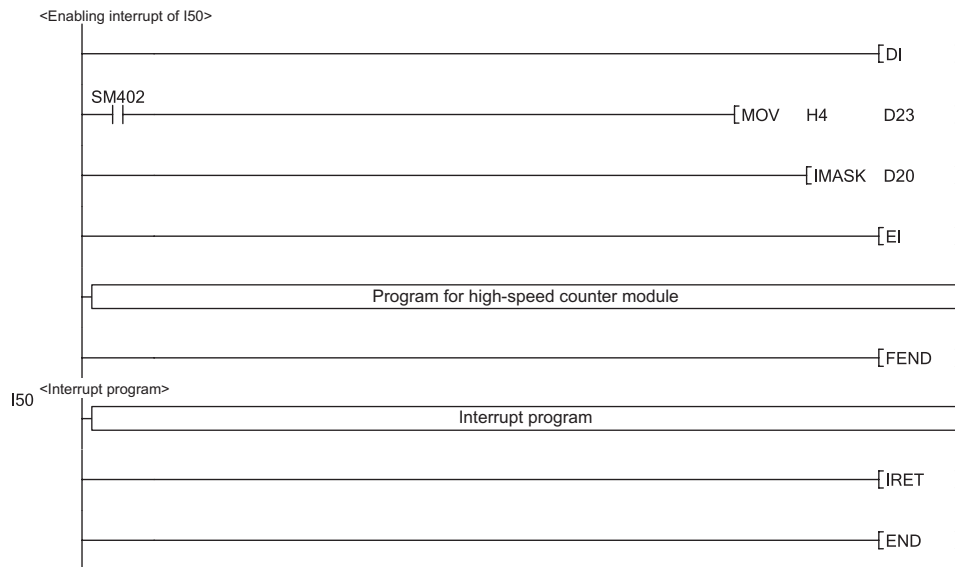 <Enabling interrupt of I50>
DI
SM402
MOV H4 D23
IMASK D20
EI
Program for high-speed counter module
FEND
<Interrupt program>
I50
Interrupt program
IRET
END